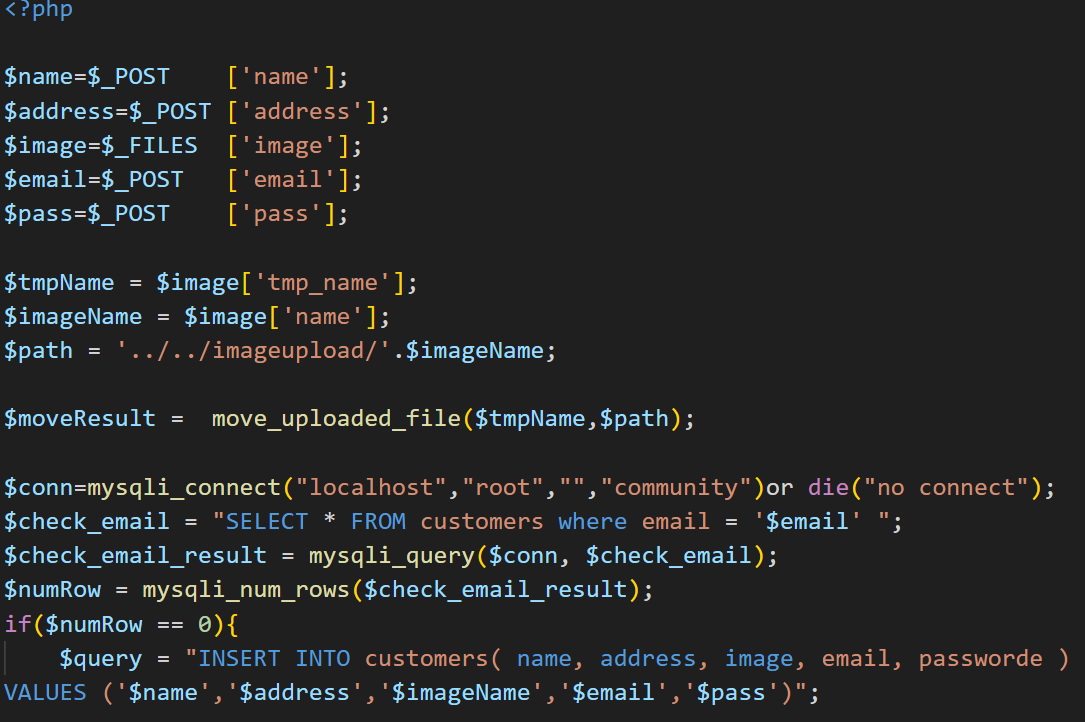 <?php
$name=$_POST    ['name'];
$address=$_POST ['address'];
$image=$_FILES  ['image'];
$email=$_POST   ['email'];
$pass=$_POST    ['pass'];
$tmpName = $image['tmp_name'];
$imageName = $image['name'];
$path = '../../imageupload/'.$imageName;
$moveResult =  move_uploaded_file($tmpName,$path);
$conn=mysqli_connect("localhost","root","","community")or die("no connect");
$check_email = "SELECT * FROM customers where email = '$email' ";
$check_email_result = mysqli_query($conn, $check_email);
$numRow = mysqli_num_rows($check_email_result);
if($numRow == 0){
    $query = "INSERT INTO customers( name, address, image, email, passworde )
VALUES ('$name','$address','$imageName','$email','$pass')";